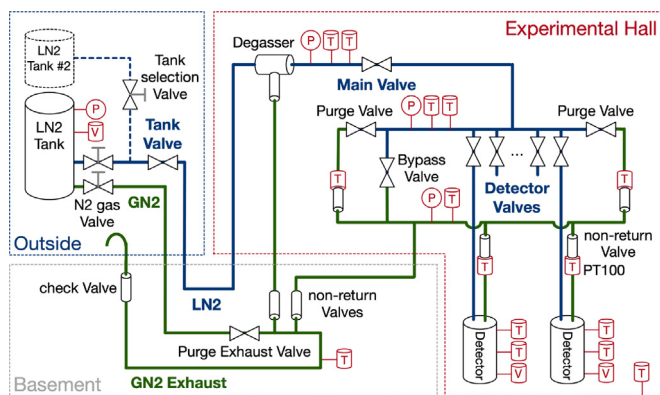 LN2
Tank #2
Tank
selection
Valve
Degasser
P
T
T
Experimental Hall
Main Valve
LN2
Tank
P
V
Tank
Valve
Purge Valve
P
T
T
Purge Valve
Bypass
Valve
...
Detector
Valves
T
T
N2 gas
Valve
GN2
P
T
Outside
non-return
Valve
T
T
PT100
check Valve
LN2
non-return
Valves
Purge Exhaust Valve
T
Detector
T
T
V
Detector
T
T
V
T
Basement
GN2 Exhaust